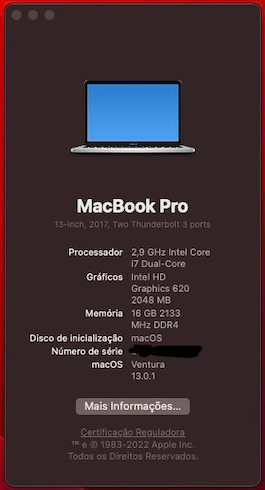 MacBook Pro
13-inch, 2017, Two Thunderbolt 3 ports
Processador 2,9 GHz Intel Core
i7 Dual-Core
Gráficos Intel HD
Graphics 620
2048 MB
Memória 16 GB 2133
MHz DDR4
Disco de inicialização macOS
Número de série
macOS Ventura
13.0.1
Mais Informações...
Certificação Reguladora
™ e © 1983-2022 Apple Inc.
Todos os Direitos Reservados.